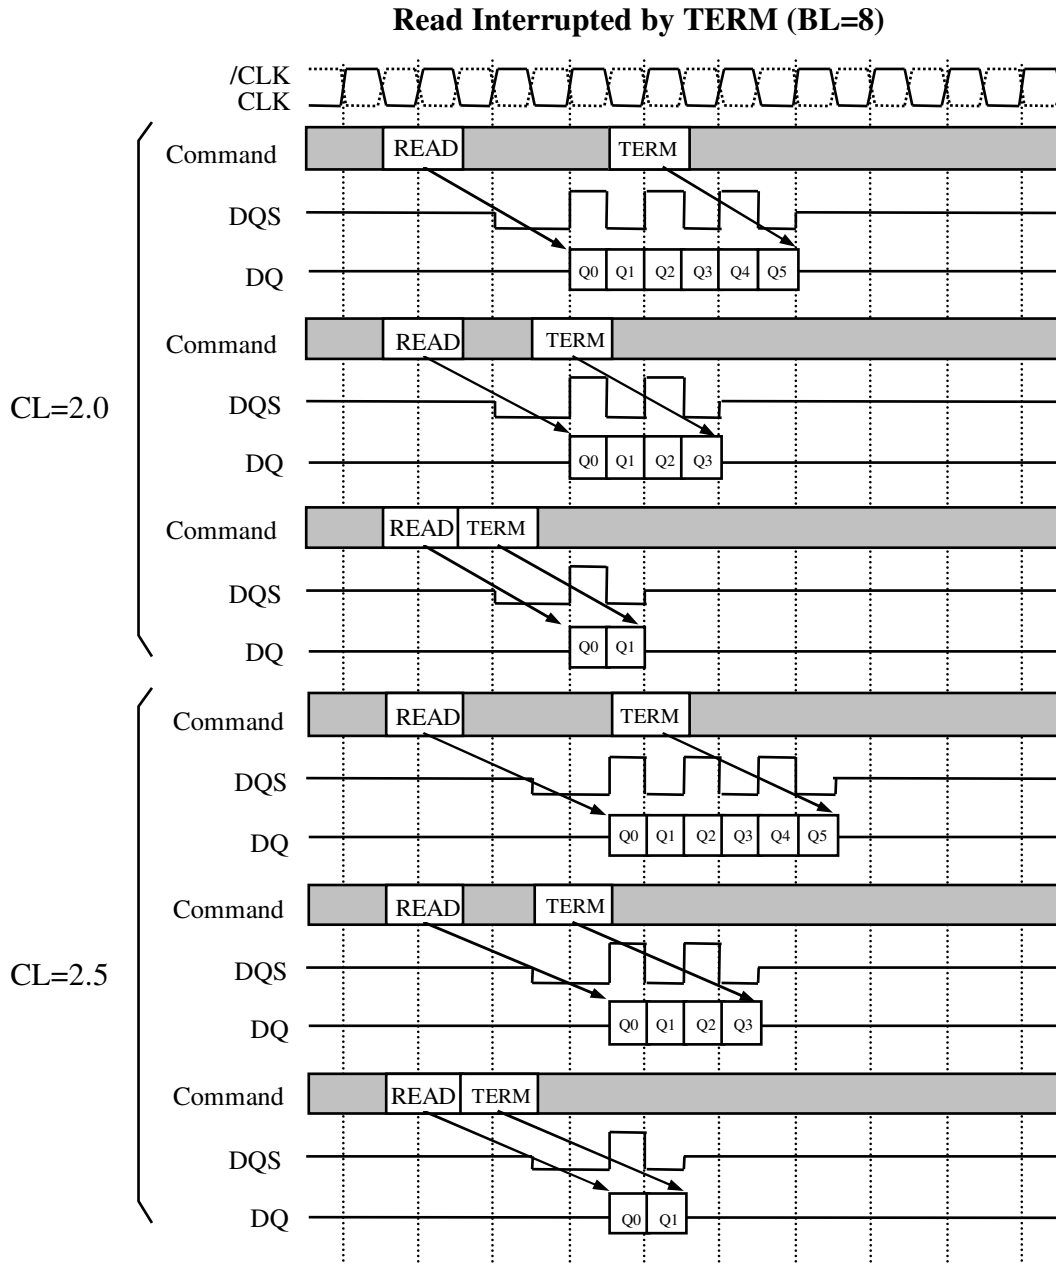 Read Interrupted by TERM (BL=8)
/CLK
CLK
Command READ TERM
DQS
DQ Q0 Q1 Q2 Q3 Q4 Q5
Command READ TERM
CL=2.0
DQS
DQ Q0 Q1 Q2 Q3
Command READ TERM
DQS
DQ Q0 Q1
Command READ TERM
DQS
DQ Q0 Q1 Q2 Q3 Q4 Q5
Command READ TERM
CL=2.5
DQS
DQ Q0 Q1 Q2 Q3
Command READ TERM
DQS
DQ Q0 Q1